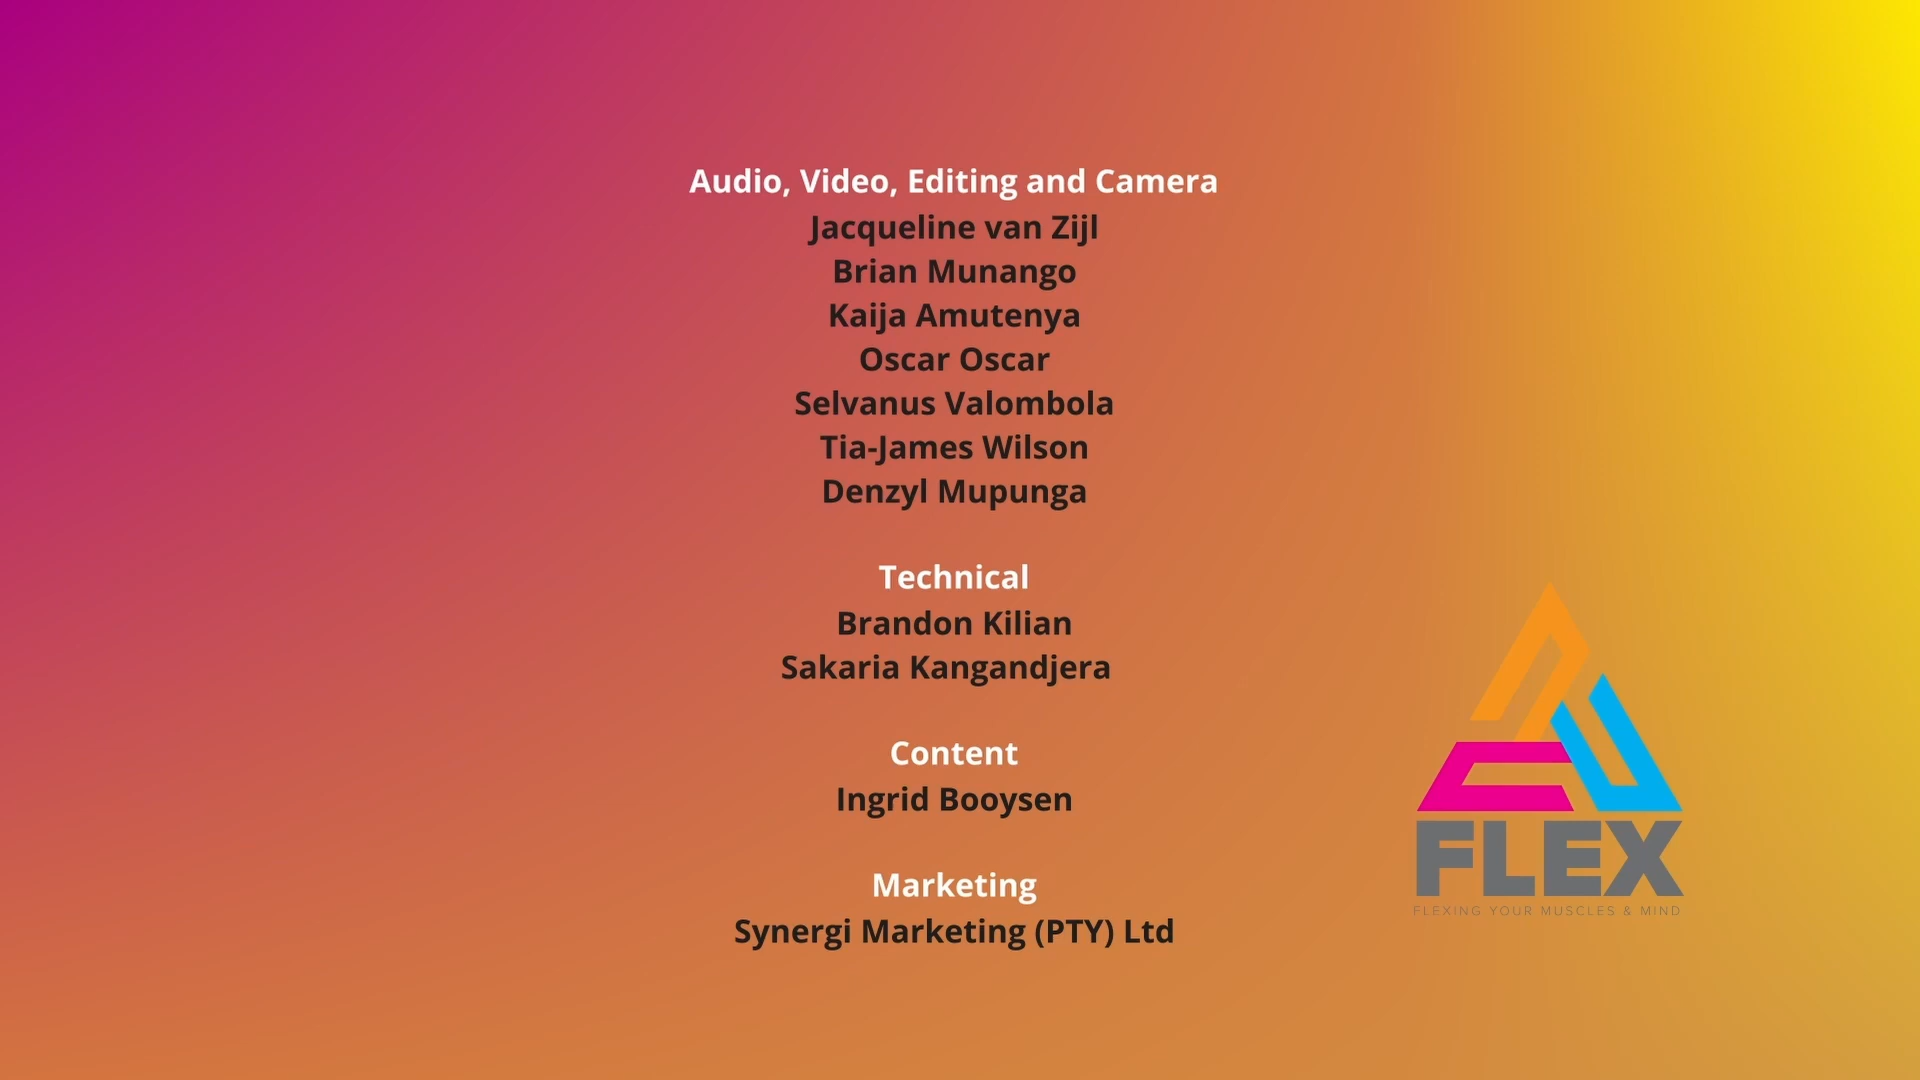 Audio, Video, Editing and Camera
Jacqueline van Zijl
Brian Munango
Kaija Amutenya
Oscar Oscar
Selvanus Valombola
Tia-James Wilson
Denzyl Mupunga
Technical
Brandon Kilian
Sakaria Kangandjera
Content
Ingrid Booysen
Marketing
Synergi Marketing (PTY) Ltd
FLEX
FLEXING YOUR MUSCLES & MIND